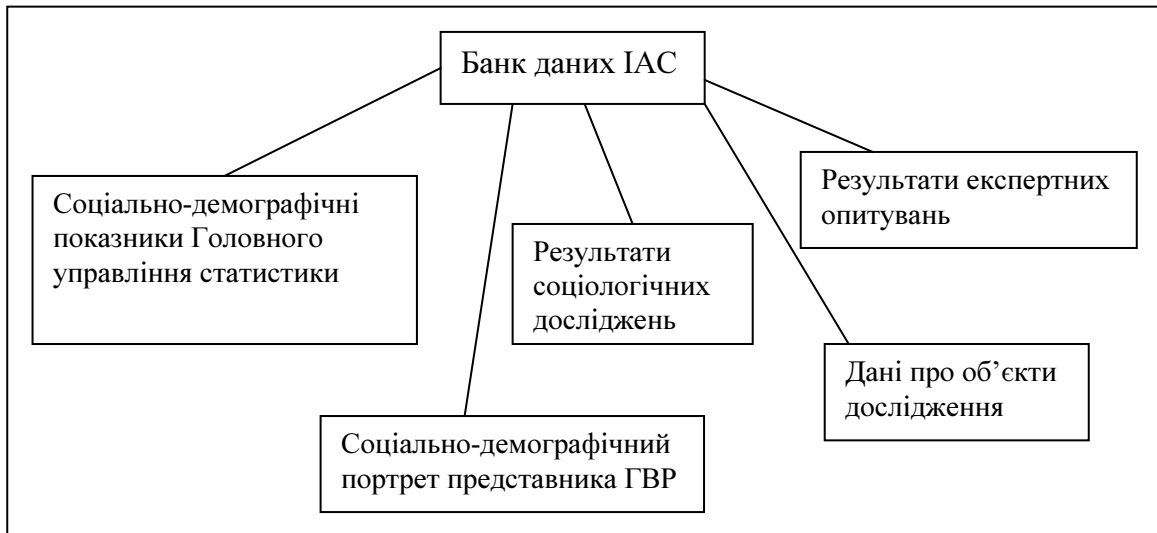 Банк даних ІАС
Соціально-демографічні
показники Головного
управління статистики
Соціально-демографічний
портрет представника ГВР
Результати
соціологічних
досліджень
Дані про об’єкти
дослідження
Результати експертних
опитувань